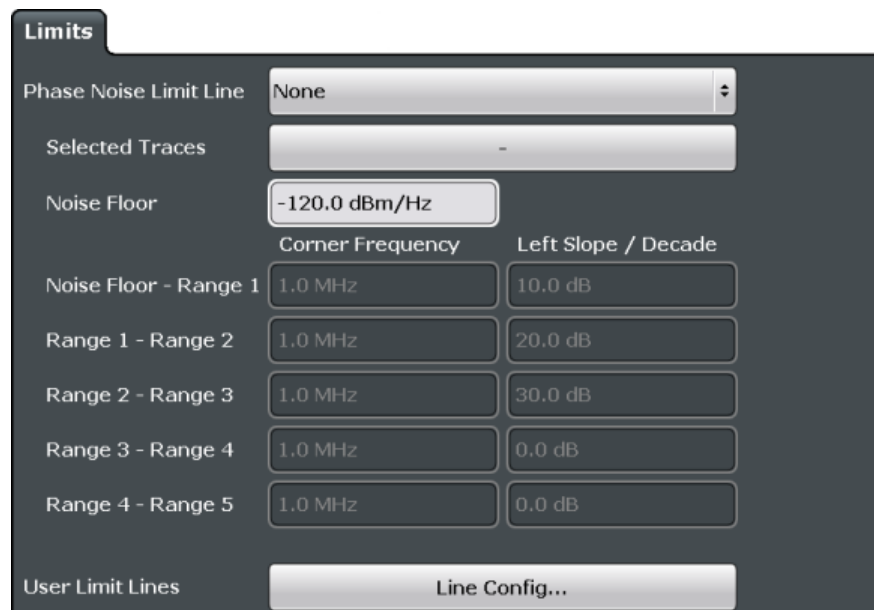 Limits
Phase Noise Limit Line None
Selected Traces -
Noise Floor -120.0 dBm/Hz
Corner Frequency Left Slope / Decade
Noise Floor - Range 1 1.0 MHz 10.0 dB
Range 1 - Range 2 1.0 MHz 20.0 dB
Range 2 - Range 3 1.0 MHz 30.0 dB
Range 3 - Range 4 1.0 MHz 0.0 dB
Range 4 - Range 5 1.0 MHz 0.0 dB
User Limit Lines Line Config...